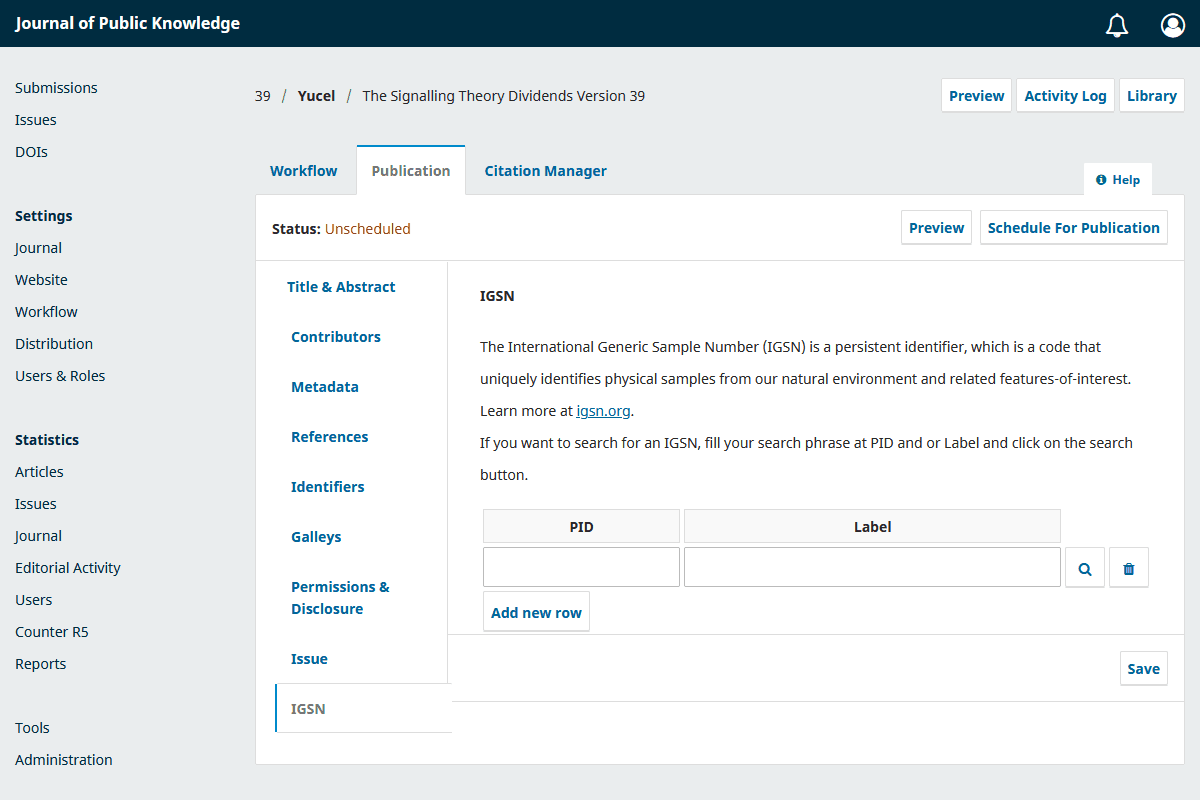 Journal of Public Knowledge
Submissions
Issues
DOIs
Settings
Journal
Website
Workflow
Distribution
Users & Roles
Statistics
Articles
Issues
Journal
Editorial Activity
Users
Counter R5
Reports
Tools
Administration
39 / Yucel / The Signalling Theory Dividends Version 39
Preview Activity Log Library
Workflow Publication Citation Manager
Help
Status: Unscheduled
Preview Schedule For Publication
Title & Abstract
Contributors
Metadata
References
Identifiers
Galleys
Permissions &
Disclosure
Issue
IGSN
IGSN
The International Generic Sample Number (IGSN) is a persistent identifier, which is a code that
uniquely identifies physical samples from our natural environment and related features-of-interest.
Learn more at igsn.org.
If you want to search for an IGSN, fill your search phrase at PID and or Label and click on the search
button.
PID Label
Add new row
Save